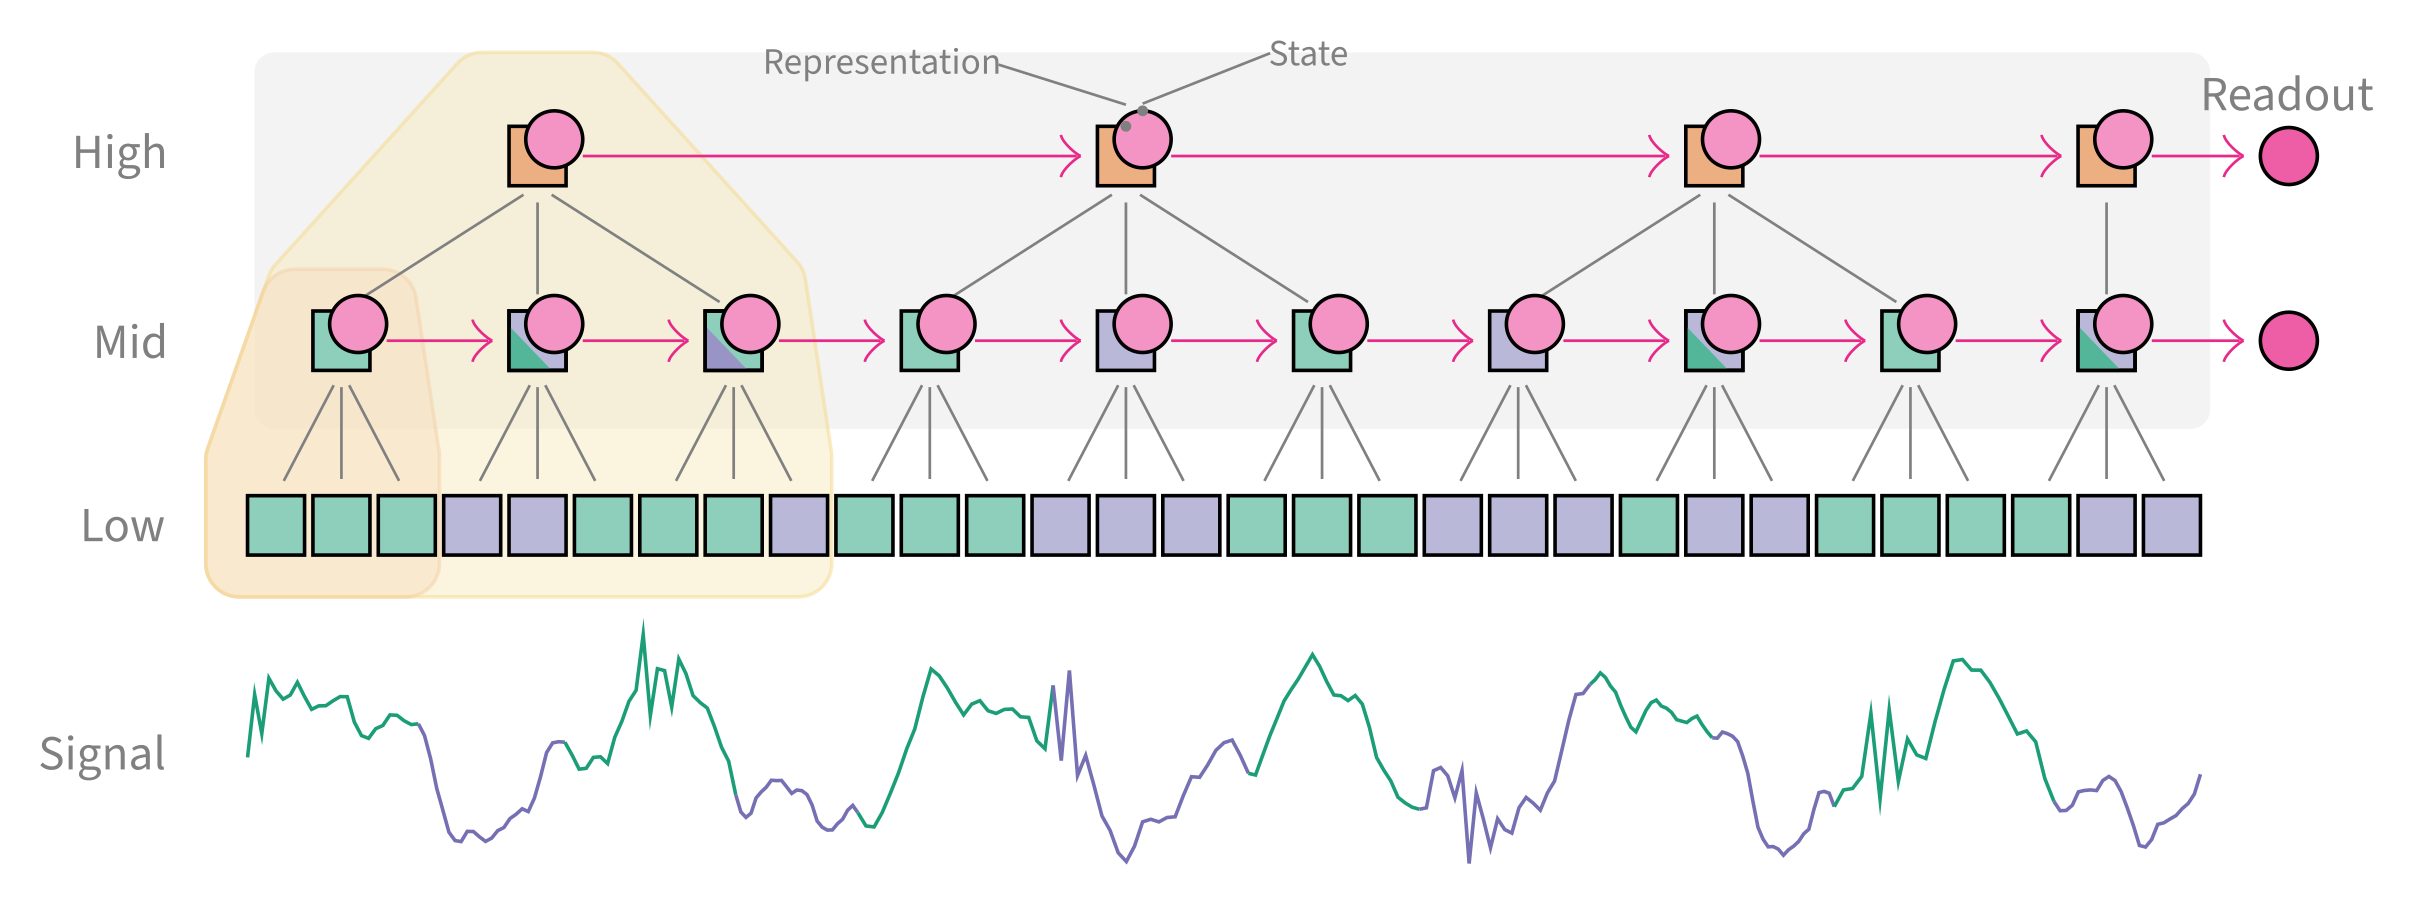 Representation
State
Readout
High
Mid
Low
Signal